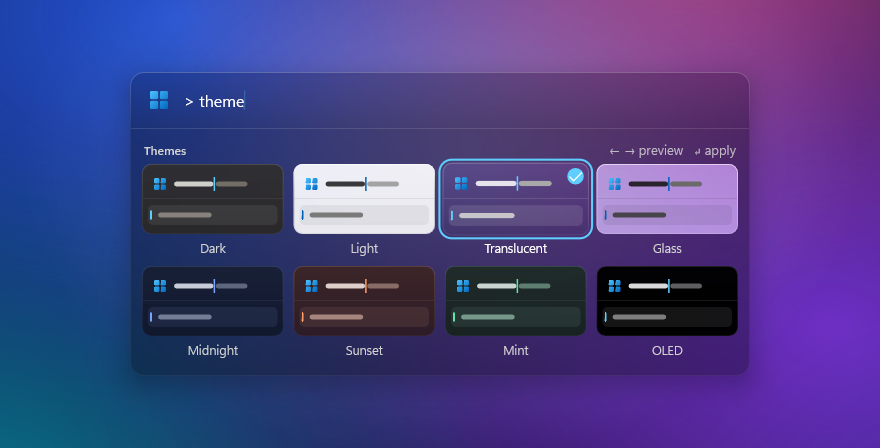 > theme
Themes ← → preview ↲ apply
Dark Light Translucent Glass
Midnight Sunset Mint OLED